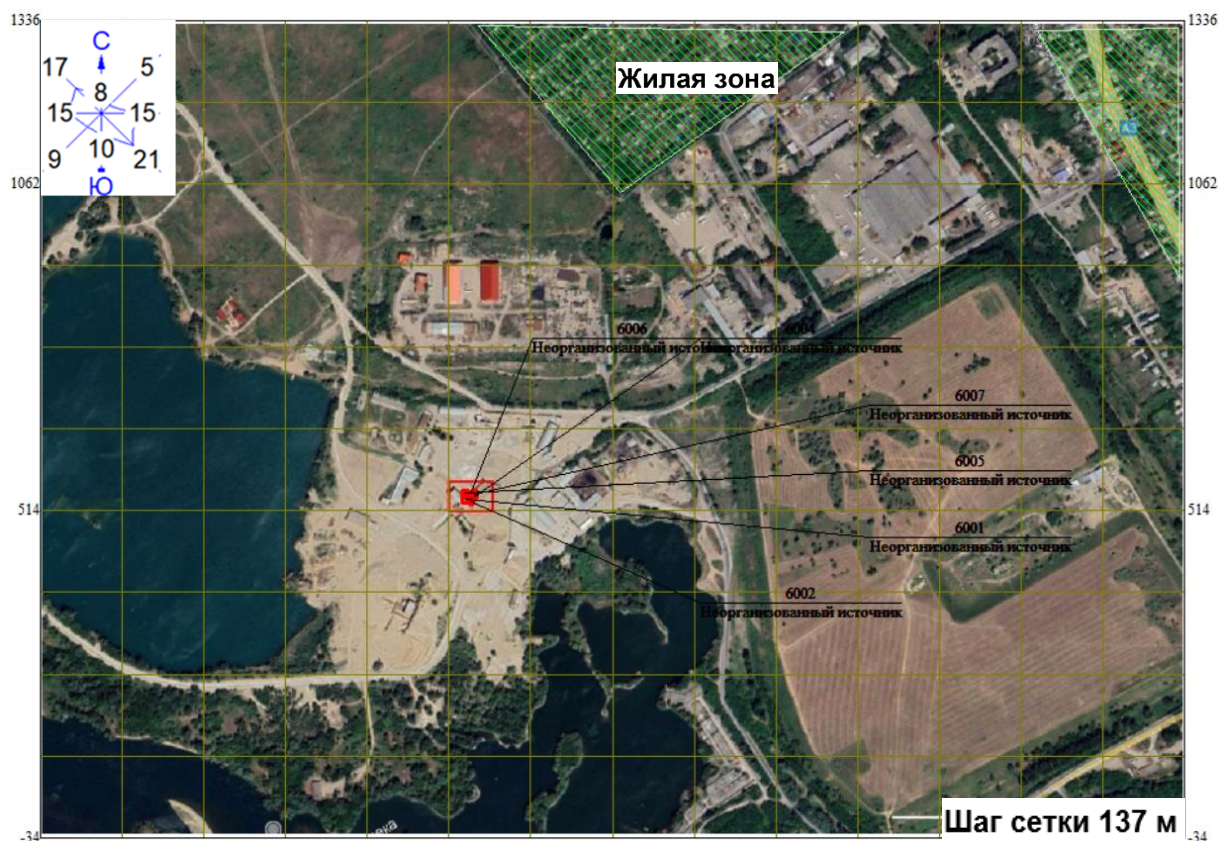 1336
1336
С
17
5
8
15
15
9
10
21
Ю
Жилая зона
А3
1062
1062
6006
6004
Неорганизованный источник
Неорганизованный источник
6007
Неорганизованный источник
6005
Неорганизованный источник
514
514
6001
Неорганизованный источник
6002
Неорганизованный источник
Шаг сетки 137 м
-34
-34